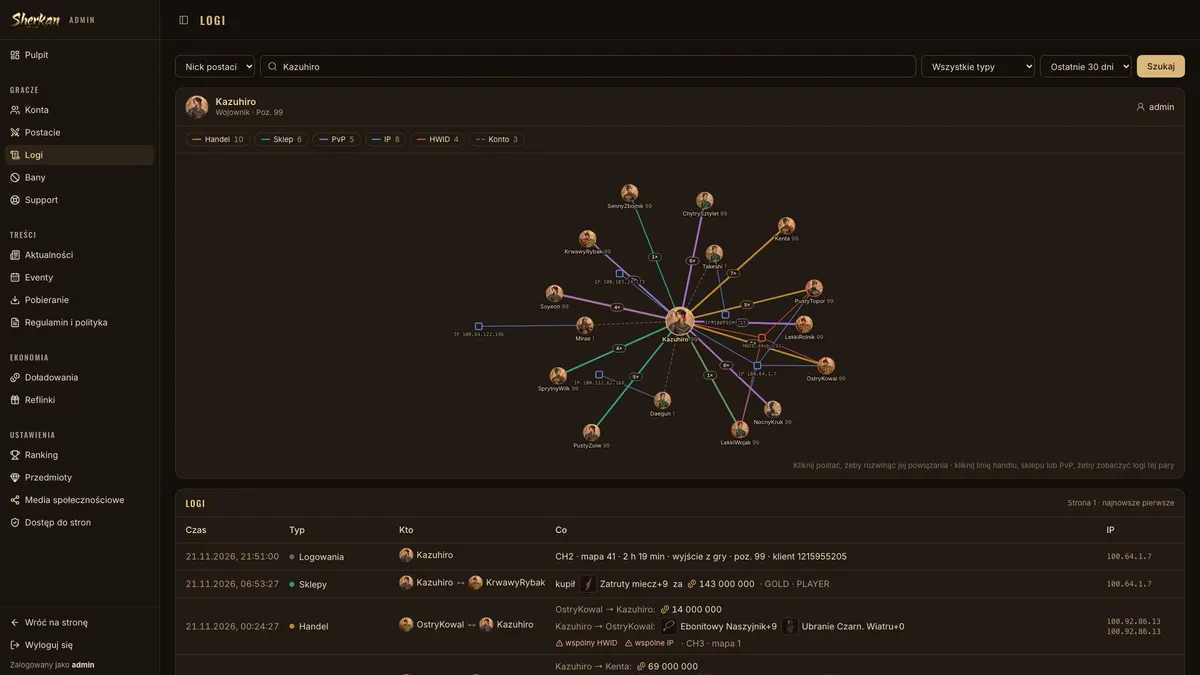 Sherkan ADMIN
LOGI
Pulpit
GRACZE
Konta
Postacie
Logi
Bany
Support
TREŚCI
Aktualności
Eventy
Pobieranie
Regulamin i polityka
EKONOMIA
Doładowania
Reflinki
USTAWIENIA
Ranking
Przedmioty
Media społecznościowe
Dostęp do stron
Wróć na stronę
Wyloguj się
Zalogowany jako admin
Nick postaci
Kazuhiro
Wszystkie typy
Ostatnie 30 dni
Szukaj
Kazuhiro
Wojownik · Poz. 99
admin
Handel 10
Sklep 6
PvP 5
IP 8
HWID 4
Konto 3
SennyZbojnik 99
ChytrySztylet 99
Kenta 99
KrwawyRybak 99
Takeshi 1
Soyeon 99
PustyTopor 99
IP 100.64.122.196
Mirae 1
Kazuhiro 99
LekkiRolnik 99
SprytnyWilk 99
IP 100.64.1.7
OstryKowal 99
Daegun 1
NocnyKruk 99
PustyZolw 99
LekkiWojak 99
Kliknij postać, żeby rozwinąć jej powiązania · kliknij linię handlu, sklepu lub PvP, żeby zobaczyć logi tej pary
LOGI
Strona 1 · najnowsze pierwsze
Czas Typ Kto Co IP
21.11.2026, 21:51:00 Logowania Kazuhiro CH2 · mapa 41 · 2 h 19 min · wyjście z gry · poz. 99 · klient 1215955205 100.64.1.7
21.11.2026, 06:53:27 Sklepy Kazuhiro ↔ KrwawyRybak kupił Zatruty miecz+9 za 143 000 000 · GOLD · PLAYER 100.64.1.7
OstryKowal → Kazuhiro: 14 000 000
21.11.2026, 00:24:27 Handel OstryKowal ↔ Kazuhiro Kazuhiro → OstryKowal: Ebonitowy Naszyjnik+9 Ubranie Czarn. Wiatru+0 100.92.86.13
100.92.86.13
wspólny HWID wspólne IP · CH3 · mapa 1
Kazuhiro → Kenta: 69 000 000